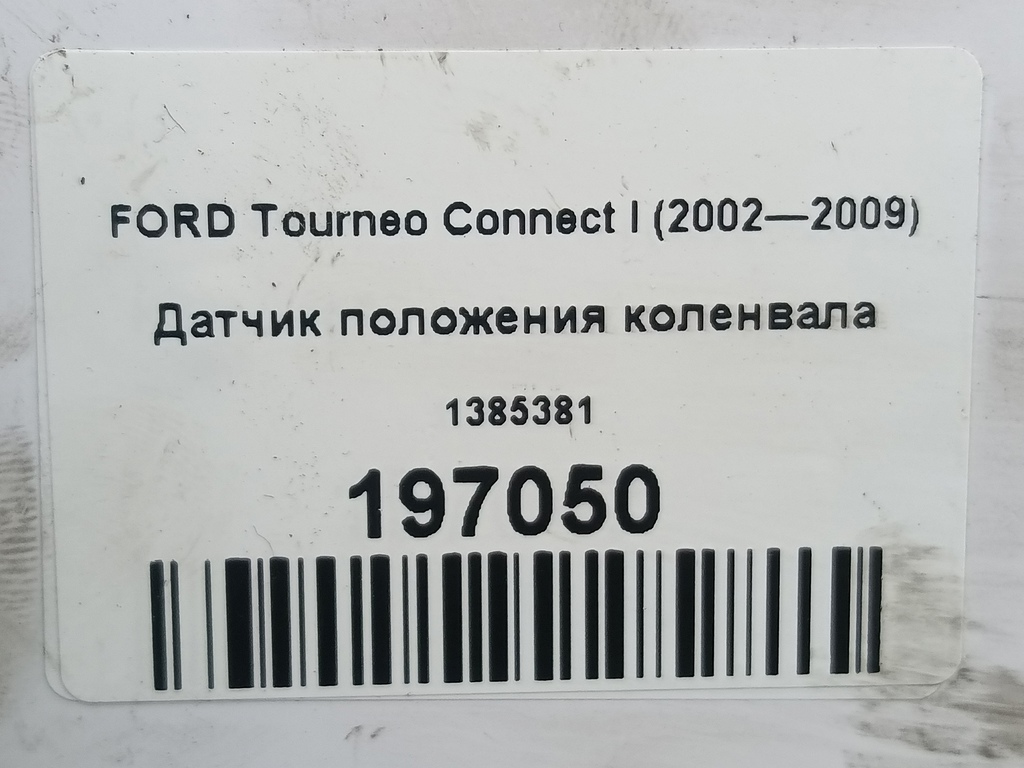 FORD Tourneo Connect I (2002—2009)
Датчик положения коленвала
1385381
197050